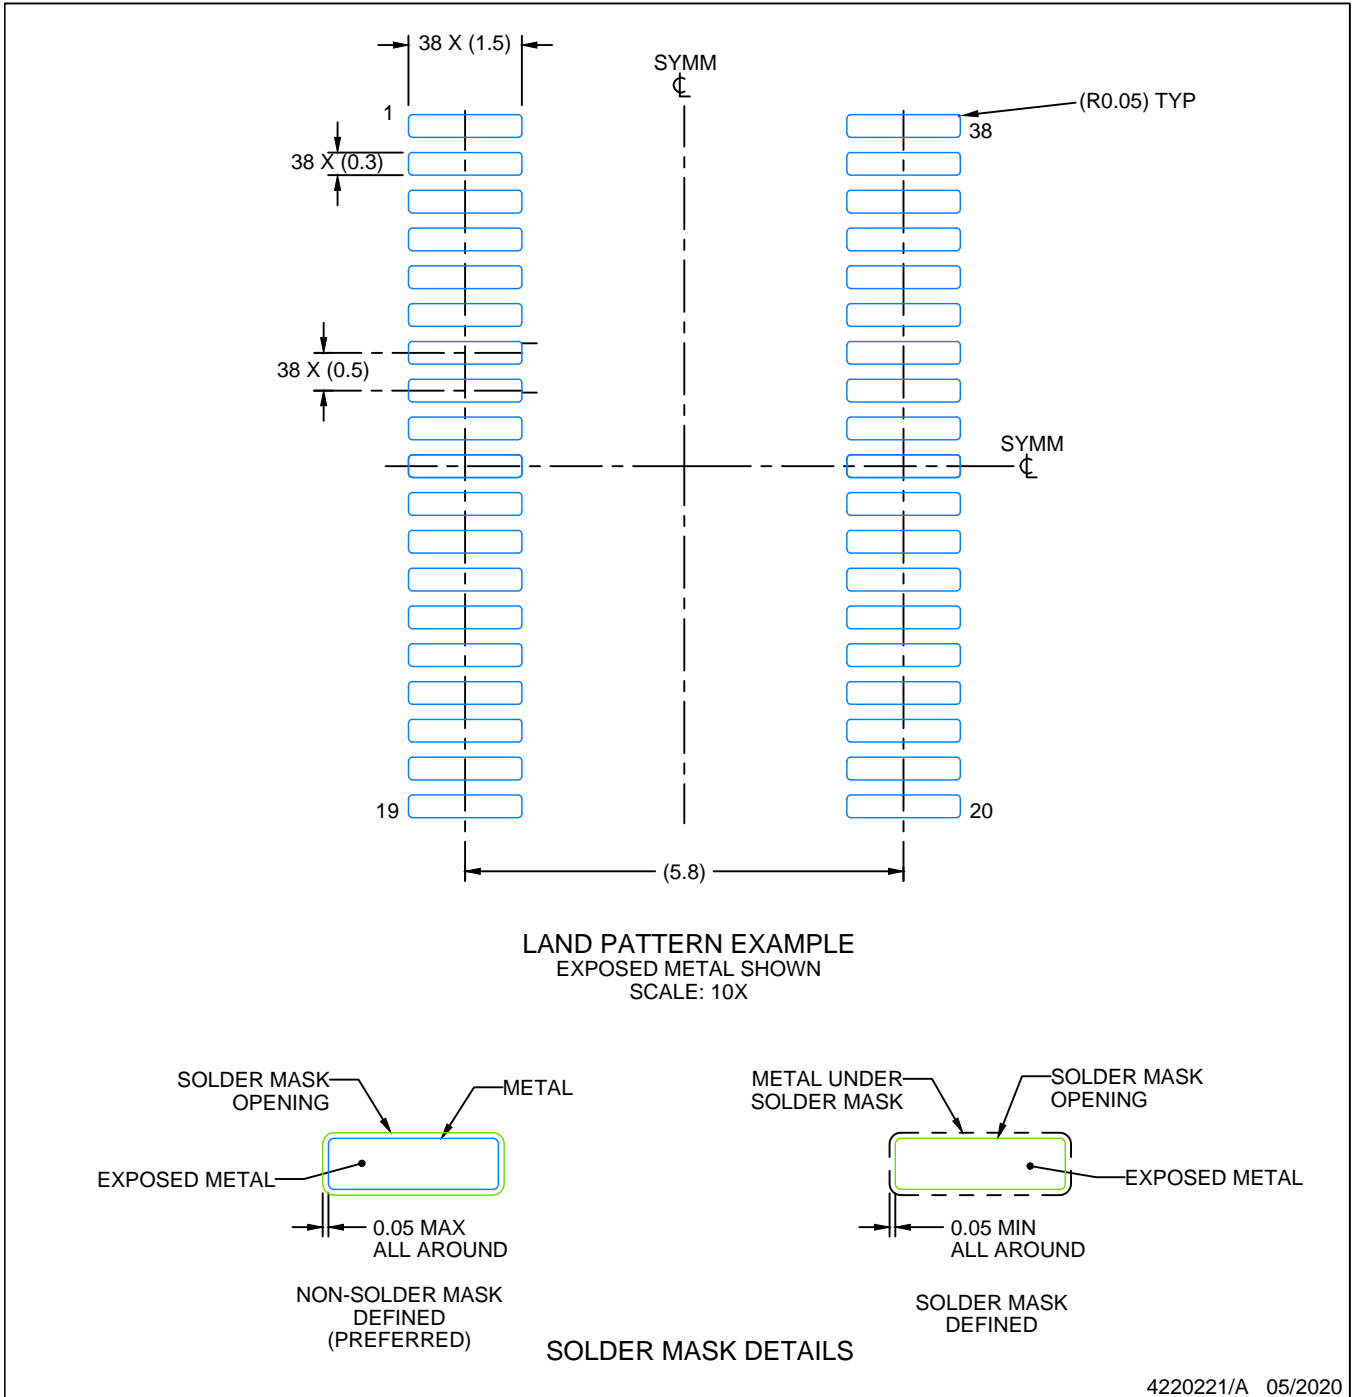 38 X (1.5)
SYMM
(R0.05) TYP
1
38
38 X (0.3)
38 X (0.5)
SYMM
19
20
(5.8)
LAND PATTERN EXAMPLE
EXPOSED METAL SHOWN
SCALE: 10X
SOLDER MASK
OPENING
METAL
EXPOSED METAL
0.05 MAX
ALL AROUND
NON-SOLDER MASK
DEFINED
(PREFERRED)
METAL UNDER
SOLDER MASK
SOLDER MASK
OPENING
EXPOSED METAL
0.05 MIN
ALL AROUND
SOLDER MASK
DEFINED
SOLDER MASK DETAILS
4220221/A 05/2020